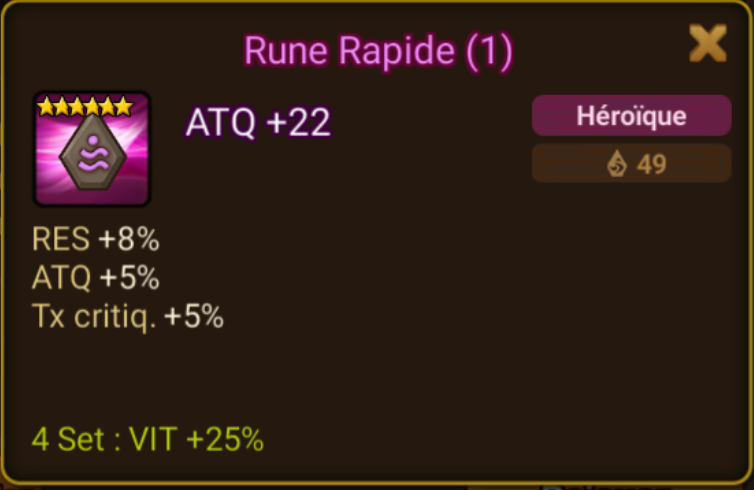 Rune Rapide (1)
ATQ +22
Héroïque
49
RES +8%
ATQ +5%
Tx critiq. +5%
4 Set : VIT +25%